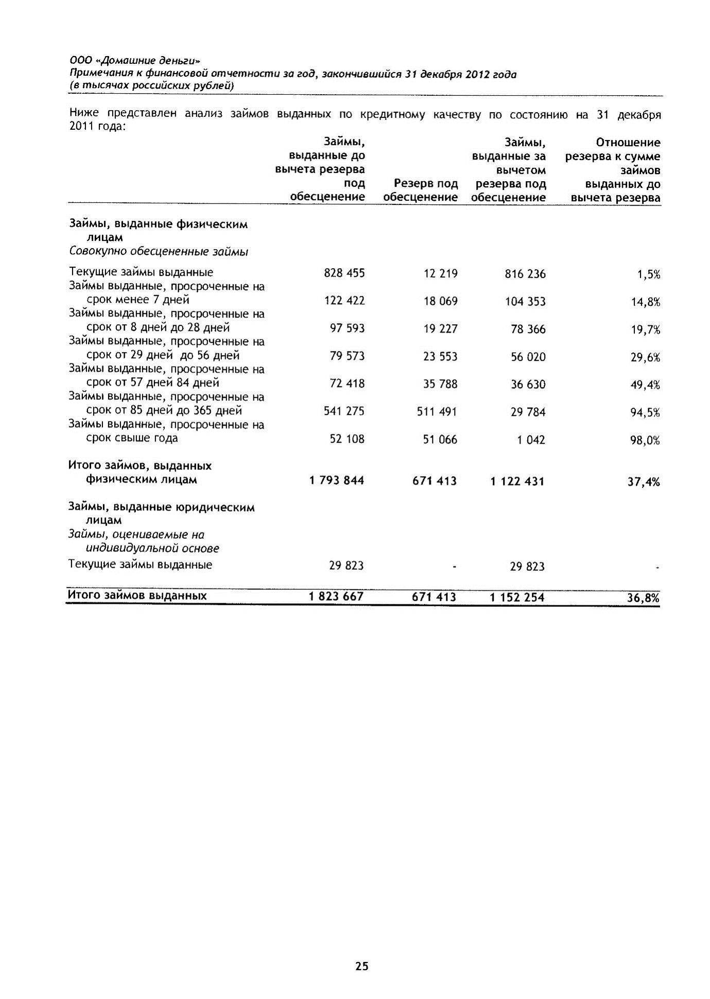 ООО «Домашние деньги»
Примечания к финансовой отчетности за год, закончившийся 31 декабря 2012 года
(в тысячах российских рублей)
Ниже представлен анализ займов выданных по кредитному качеству по состоянию на 31 декабря
2011 года:
Займы, Займы, Отношение
выданные до выданные за резерва к сумме
вычета резерва вычетом займов
под Резерв под резерва под выданных до
обесценение обесценение обесценение вычета резерва
Займы, выданные физическим
лицам
Совокупно обесцененные займы
Текущие займы выданные 828 455 12 219 816 236 1,5%
Займы выданные, просроченные на
срок менее 7 дней 122 422 18 069 104 353 14,8%
Займы выданные, просроченные на
срок от 8 дней до 28 дней 97 593 19 227 78 366 19,7%
Займы выданные, просроченные на
срок от 29 дней до 56 дней 79 573 23 553 56 020 29,6%
Займы выданные, просроченные на
срок от 57 дней 84 дней 72 418 35 788 36 630 49,4%
Займы выданные, просроченные на
срок от 85 дней до 365 дней 541 275 511 491 29 784 94,5%
Займы выданные, просроченные на
срок свыше года 52 108 51 066 1 042 98,0%
Итого займов, выданных
физическим лицам 1 793 844 671 413 1 122 431 37,4%
Займы, выданные юридическим
лицам
Займы, оцениваемые на
индивидуальной основе
Текущие займы выданные 29 823 - 29 823 -
Итого займов выданных 1 823 667 671 413 1 152 254 36,8%
25